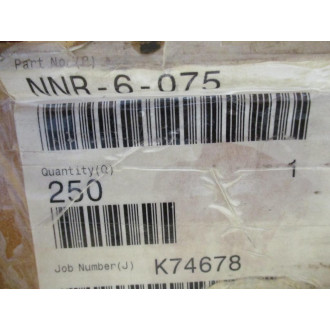 Part No.(P)
NNR-6-075
Quantity(Q)
1
250
Job Number(J) K74678